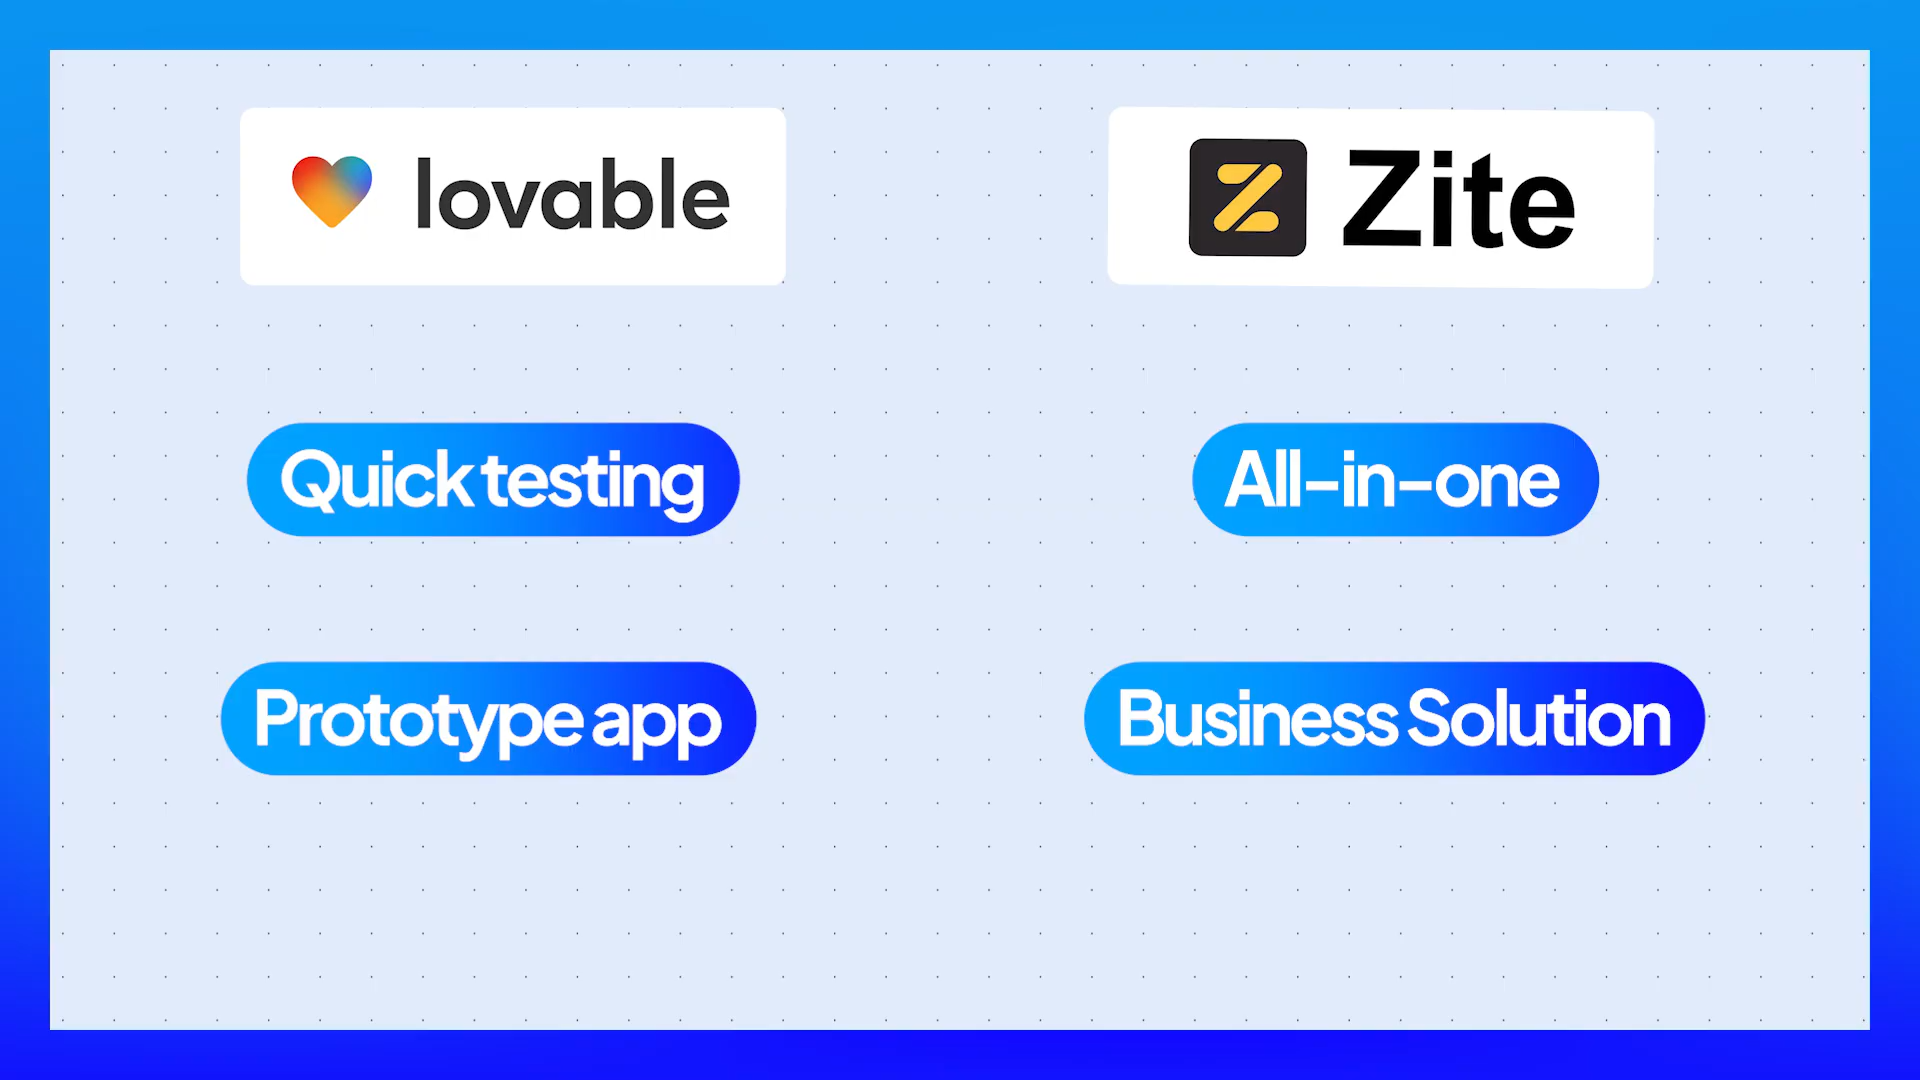 lovable
Zite
Quick testing
All-in-one
Prototype app
Business Solution